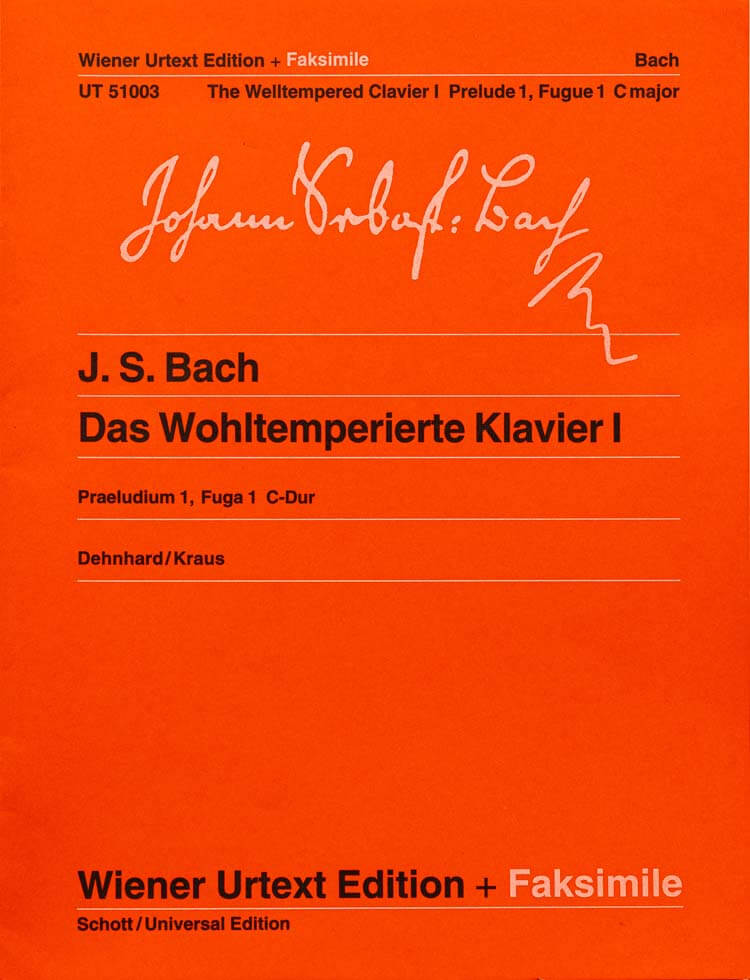 Wiener Urtext Edition + Faksimile Bach
UT 51003 The Welltempered Clavier I Prelude 1, Fugue 1 C major
Johann Sebast: Bach
J. S. Bach
Das Wohltemperierte Klavier I
Praeludium 1, Fuga 1 C-Dur
Dehnhard/Kraus
Wiener Urtext Edition + Faksimile
Schott/Universal Edition